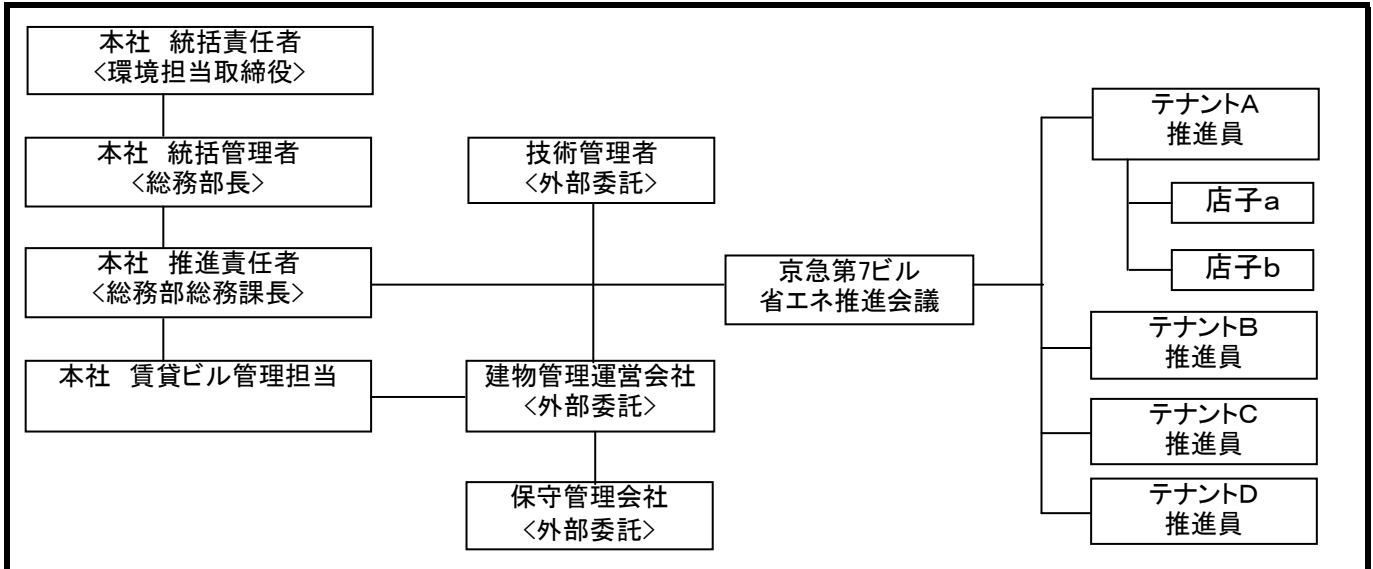 本社　統括責任者
〈環境担当取締役〉
本社　統括管理者
〈総務部長〉
本社　推進責任者
〈総務部総務課長〉
本社　賃貸ビル管理担当
技術管理者
〈外部委託〉
建物管理運営会社
〈外部委託〉
保守管理会社
〈外部委託〉
京急第7ビル
省エネ推進会議
テナントA
推進員
店子a
店子b
テナントB
推進員
テナントC
推進員
テナントD
推進員